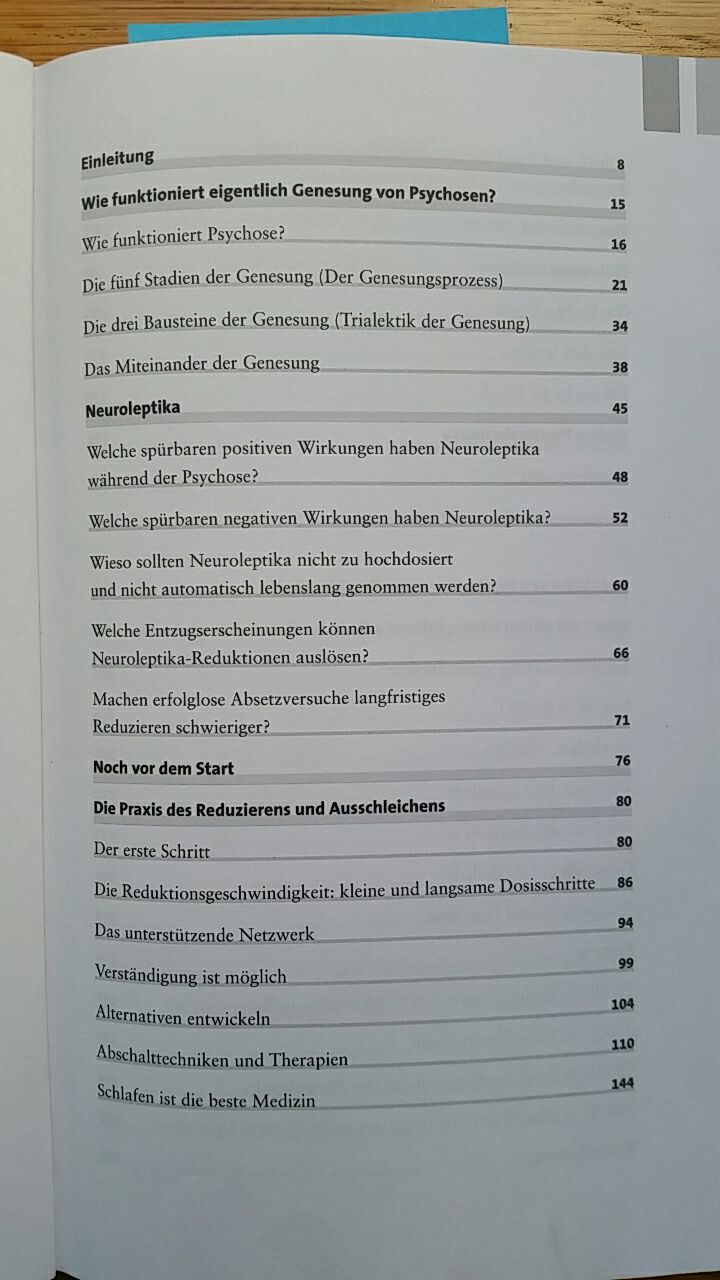 Einleitung 8
Wie funktioniert eigentlich Genesung von Psychosen? 15
Wie funktioniert Psychose? 16
Die fünf Stadien der Genesung (Der Genesungsprozess) 21
Die drei Bausteine der Genesung (Trialektik der Genesung) 34
Das Miteinander der Genesung 38
Neuroleptika 45
Welche spürbaren positiven Wirkungen haben Neuroleptika
während der Psychose? 48
Welche spürbaren negativen Wirkungen haben Neuroleptika? 52
Wieso sollten Neuroleptika nicht zu hochdosiert
und nicht automatisch lebenslang genommen werden? 60
Welche Entzugserscheinungen können
Neuroleptika-Reduktionen auslösen? 66
Machen erfolglose Absetzversuche langfristiges
Reduzieren schwieriger? 71
Noch vor dem Start 76
Die Praxis des Reduzierens und Ausschleichens 80
Der erste Schritt 80
Die Reduktionsgeschwindigkeit: kleine und langsame Dosisschritte 86
Das unterstützende Netzwerk 94
Verständigung ist möglich 99
Alternativen entwickeln 104
Abschalttechniken und Therapien 110
Schlafen ist die beste Medizin 144